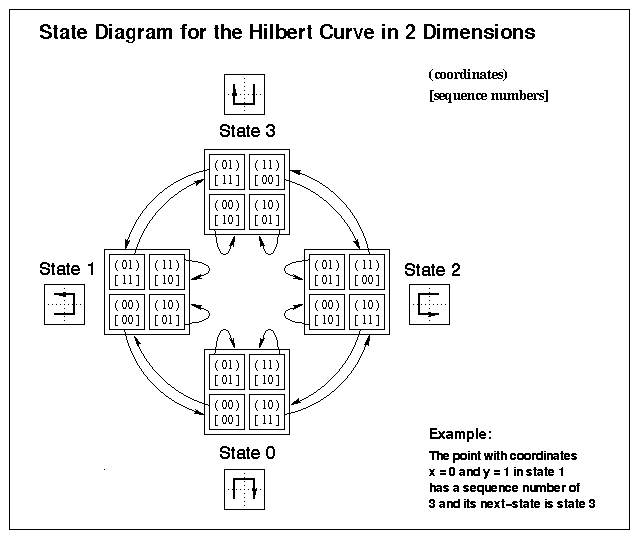 State Diagram for the Hilbert Curve in 2 Dimensions
(coordinates)
[sequence numbers]
State 3
(01) (11)
[11] [00]
(00) (10)
[10] [01]
State 1
(01) (11)
[11] [10]
(00) (10)
[00] [01]
State 2
(01) (11)
[01] [00]
(00) (10)
[10] [11]
(01) (11)
[01] [10]
(00) (10)
[00] [11]
State 0
Example:
The point with coordinates
x = 0 and y = 1 in state 1
has a sequence number of
3 and its next-state is state 3